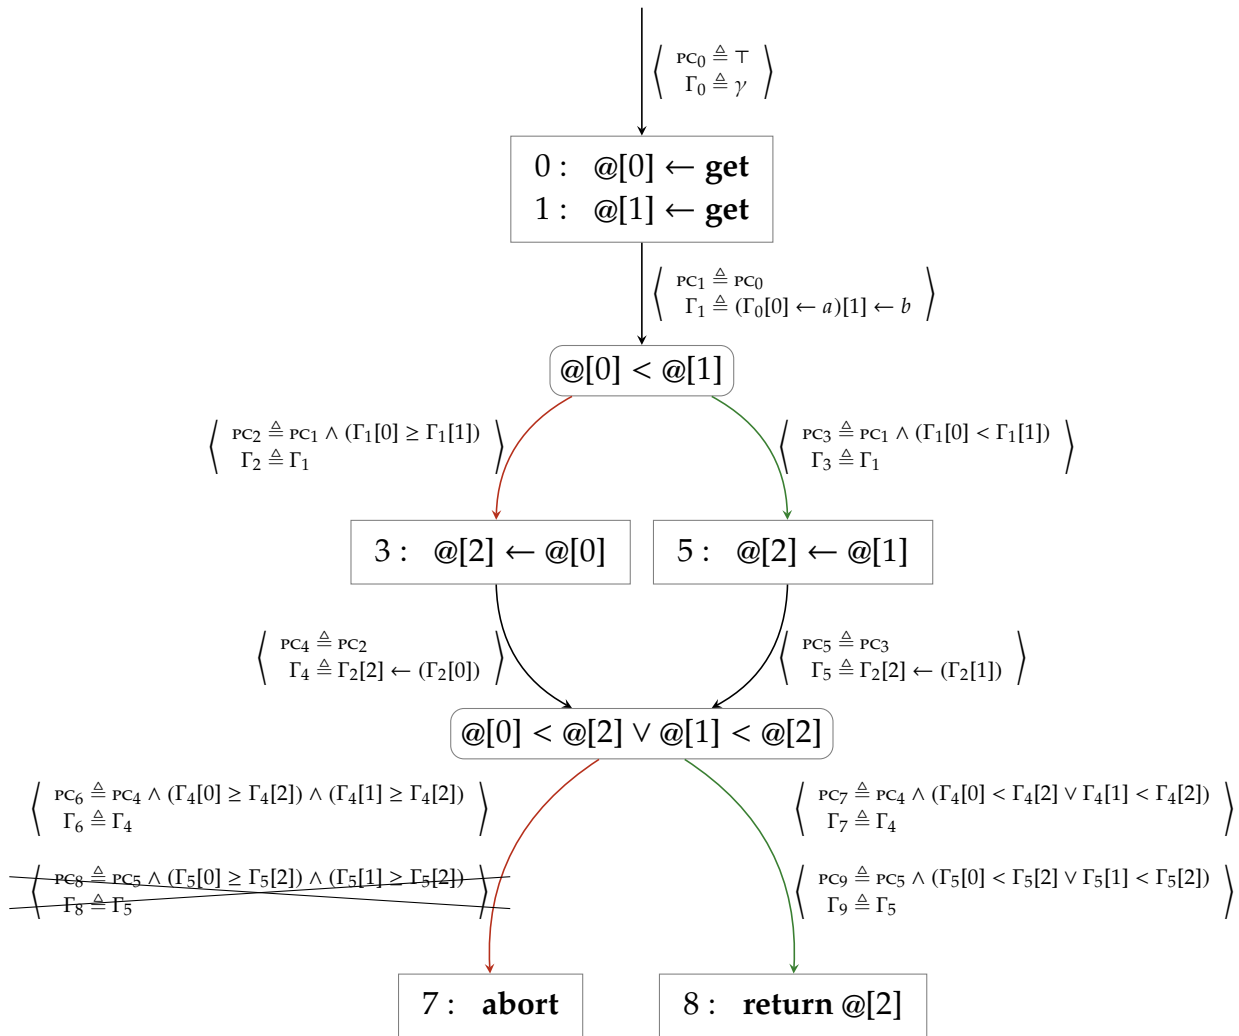 ⟨ PC₀ ≜ ⊤
Γ₀ ≜ γ ⟩
0 : @[0] ← get
1 : @[1] ← get
⟨ PC₁ ≜ PC₀
Γ₁ ≜ (Γ₀[0] ← a)[1] ← b ⟩
@[0] < @[1]
⟨ PC₂ ≜ PC₁ ∧ (Γ₁[0] ≥ Γ₁[1])
Γ₂ ≜ Γ₁ ⟩
⟨ PC₃ ≜ PC₁ ∧ (Γ₁[0] < Γ₁[1])
Γ₃ ≜ Γ₁ ⟩
3 : @[2] ← @[0]
5 : @[2] ← @[1]
⟨ PC₄ ≜ PC₂
Γ₄ ≜ Γ₂[2] ← (Γ₂[0]) ⟩
⟨ PC₅ ≜ PC₃
Γ₅ ≜ Γ₂[2] ← (Γ₂[1]) ⟩
@[0] < @[2] ∨ @[1] < @[2]
⟨ PC₆ ≜ PC₄ ∧ (Γ₄[0] ≥ Γ₄[2]) ∧ (Γ₄[1] ≥ Γ₄[2])
Γ₆ ≜ Γ₄ ⟩
⟨ PC₇ ≜ PC₄ ∧ (Γ₄[0] < Γ₄[2] ∨ Γ₄[1] < Γ₄[2])
Γ₇ ≜ Γ₄ ⟩
⟨ PC₈ ≜ PC₅ ∧ (Γ₅[0] ≥ Γ₅[2]) ∧ (Γ₅[1] ≥ Γ₅[2])
Γ₈ ≜ Γ₅ ⟩
⟨ PC₉ ≜ PC₅ ∧ (Γ₅[0] < Γ₅[2] ∨ Γ₅[1] < Γ₅[2])
Γ₉ ≜ Γ₅ ⟩
7 : abort
8 : return @[2]